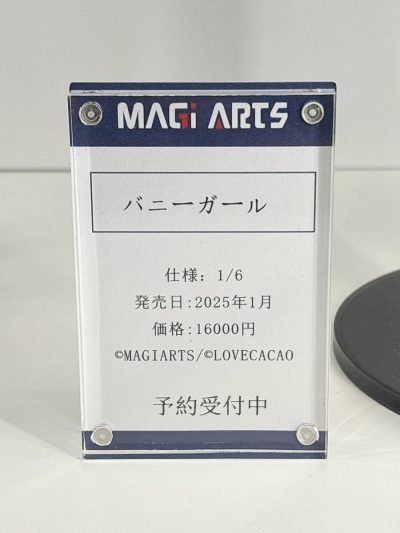 MAGi ARTS
バニーガール
仕様: 1/6
発売日:2025年1月
価格:16000円
©MAGIARTS/©LOVECACAO
予約受付中